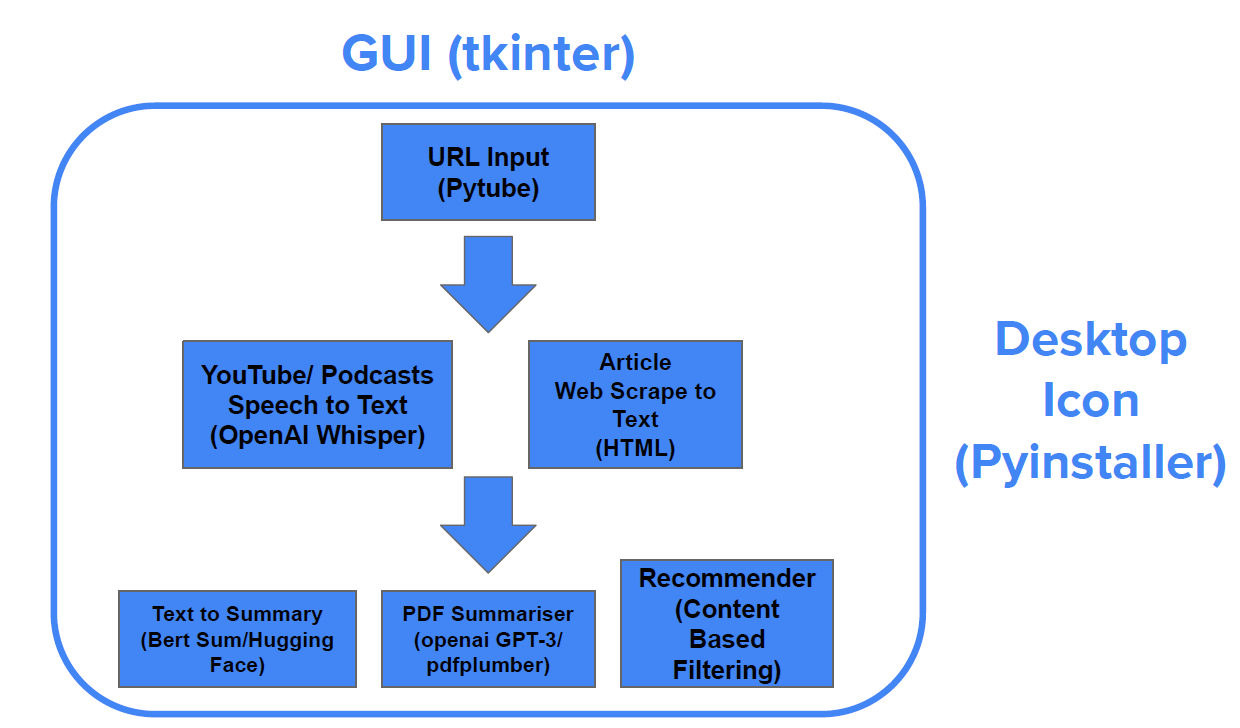 GUI (tkinter)
URL Input
(Pytube)
YouTube/ Podcasts
Speech to Text
(OpenAI Whisper)
Article
Web Scrape to
Text
(HTML)
Desktop
Icon
(Pyinstaller)
Text to Summary
(Bert Sum/Hugging
Face)
PDF Summariser
(openai GPT-3/
pdfplumber)
Recommender
(Content
Based
Filtering)